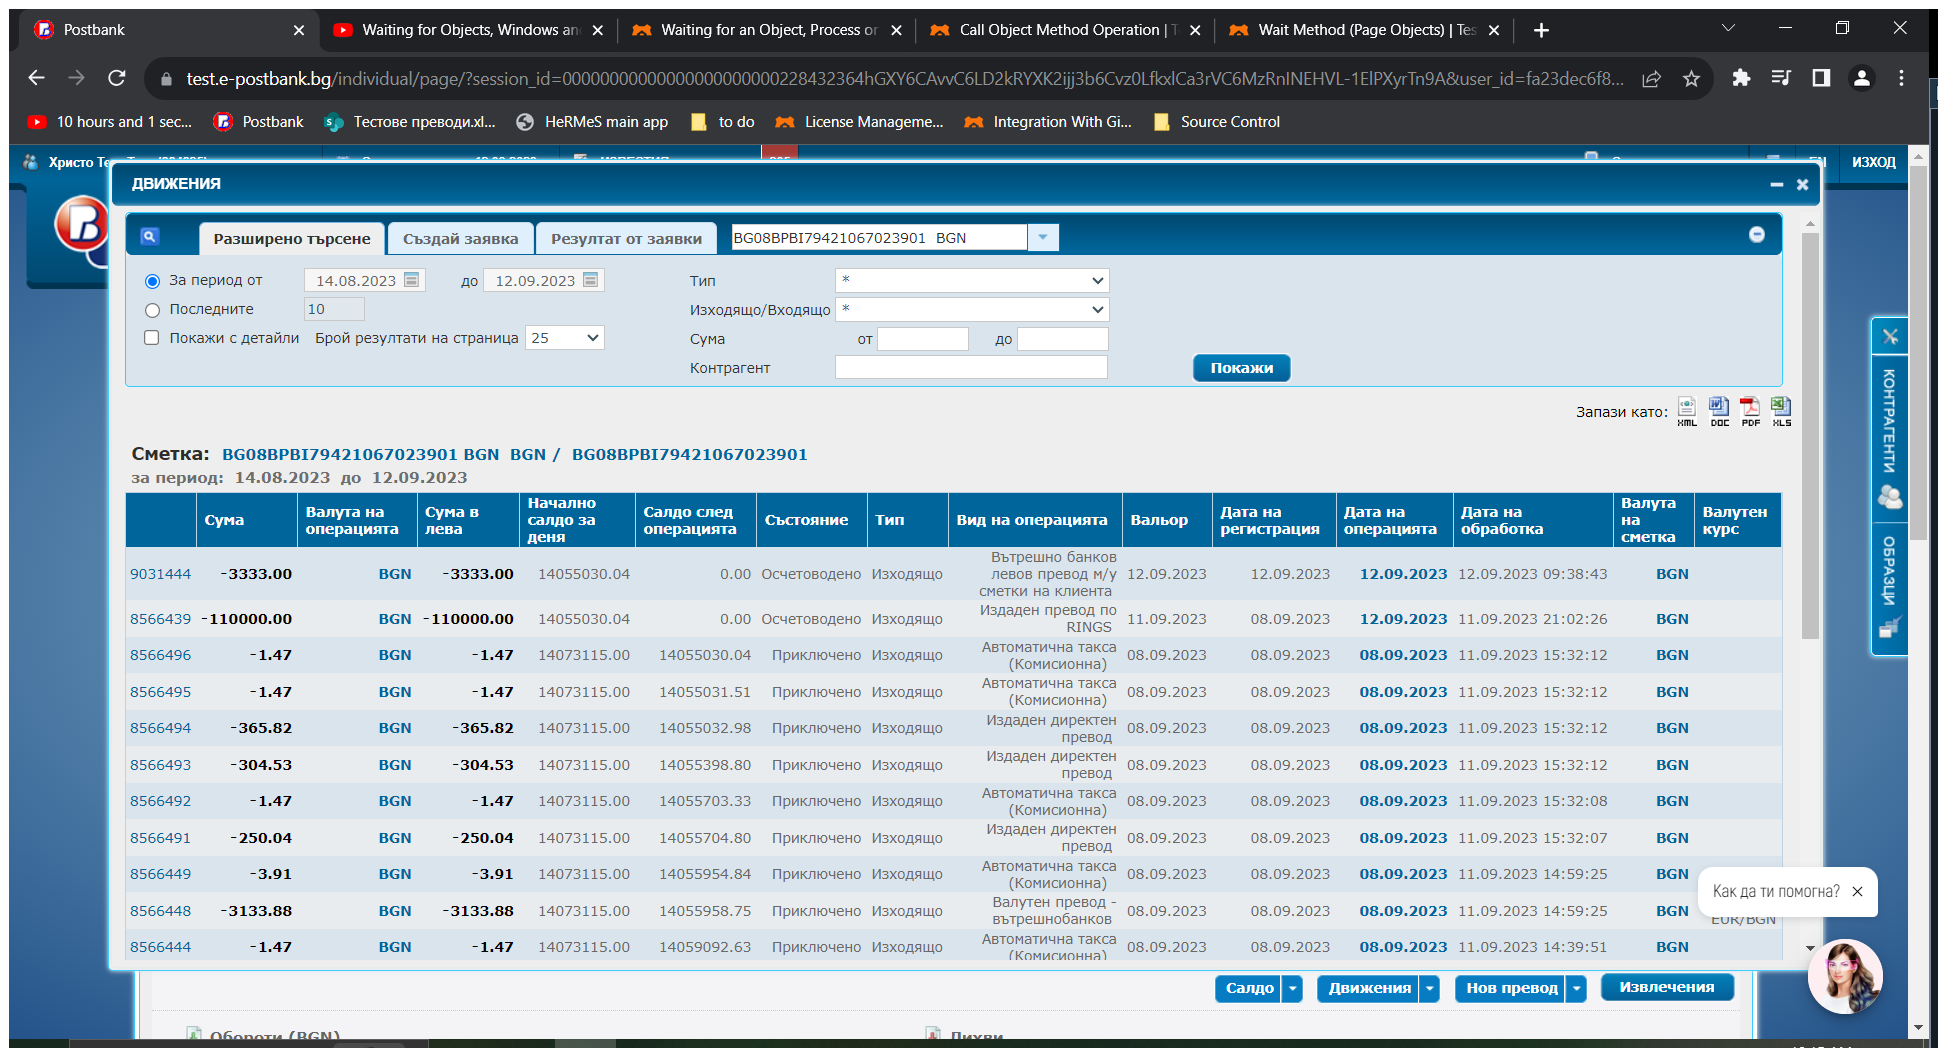 Postbank
Waiting for Objects, Windows an
Waiting for an Object, Process or
Call Object Method Operation | T
Wait Method (Page Objects) | Tes
test.e-postbank.bg/individual/page/?session_id=
10 hours and 1 sec...
Postbank
Тестове преводи.xl...
HeRMeS main app
to do
License Manageme...
Integration With Gi...
Source Control
Христо Те
ИЗХОД
ДВИЖЕНИЯ
Разширено търсене
Създай заявка
Резултат от заявки
BG08BPBI79421067023901 BGN
За период от 14.08.2023 до 12.09.2023 Тип *
Последните 10 Изходящо/Входящо *
Покажи с детайли Брой резултати на страница 25 Сума от до
Контрагент Покажи
КОНТРАГЕНТИ
ОБРАЗЦИ
Запази като: XML DOC PDF XLS
Сметка: BG08BPBI79421067023901 BGN BGN / BG08BPBI79421067023901
за период: 14.08.2023 до 12.09.2023
Сума Валута на операцията Сума в лева Начално салдо за деня Салдо след операцията Състояние Тип Вид на операцията Вальор Дата на регистрация Дата на операцията Дата на обработка Валута на сметка Валутен курс
9031444 -3333.00 BGN -3333.00 14055030.04 0.00 Осчетоводено Изходящо Вътрешно банков левов превод м/у сметки на клиента 12.09.2023 12.09.2023 12.09.2023 12.09.2023 09:38:43 BGN
8566439 -110000.00 BGN -110000.00 14055030.04 0.00 Осчетоводено Изходящо Издаден превод по RINGS 11.09.2023 08.09.2023 12.09.2023 11.09.2023 21:02:26 BGN
8566496 -1.47 BGN -1.47 14073115.00 14055030.04 Приключено Изходящо Автоматична такса (Комисионна) 08.09.2023 08.09.2023 08.09.2023 11.09.2023 15:32:12 BGN
8566495 -1.47 BGN -1.47 14073115.00 14055031.51 Приключено Изходящо Автоматична такса (Комисионна) 08.09.2023 08.09.2023 08.09.2023 11.09.2023 15:32:12 BGN
8566494 -365.82 BGN -365.82 14073115.00 14055032.98 Приключено Изходящо Издаден директен превод 08.09.2023 08.09.2023 08.09.2023 11.09.2023 15:32:12 BGN
8566493 -304.53 BGN -304.53 14073115.00 14055398.80 Приключено Изходящо Издаден директен превод 08.09.2023 08.09.2023 08.09.2023 11.09.2023 15:32:12 BGN
8566492 -1.47 BGN -1.47 14073115.00 14055703.33 Приключено Изходящо Автоматична такса (Комисионна) 08.09.2023 08.09.2023 08.09.2023 11.09.2023 15:32:08 BGN
8566491 -250.04 BGN -250.04 14073115.00 14055704.80 Приключено Изходящо Издаден директен превод 08.09.2023 08.09.2023 08.09.2023 11.09.2023 15:32:07 BGN
8566449 -3.91 BGN -3.91 14073115.00 14055954.84 Приключено Изходящо Автоматична такса (Комисионна) 08.09.2023 08.09.2023 08.09.2023 11.09.2023 14:59:25 BGN
8566448 -3133.88 BGN -3133.88 14073115.00 14055958.75 Приключено Изходящо Валутен превод - вътрешнобанков 08.09.2023 08.09.2023 08.09.2023 11.09.2023 14:59:25 BGN EUR/BGN
8566444 -1.47 BGN -1.47 14073115.00 14059092.63 Приключено Изходящо Автоматична такса (Комисионна) 08.09.2023 08.09.2023 08.09.2023 11.09.2023 14:39:51 BGN
Как да ти помогна?
Салдо
Движения
Нов превод
Извлечения
Обороти (BGN)
Лихви